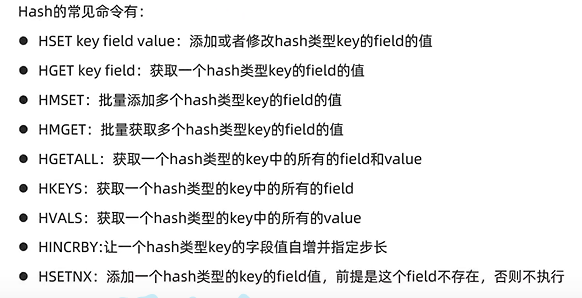 Hash的常见命令有：
● HSET key field value：添加或者修改hash类型key的field的值
● HGET key field：获取一个hash类型key的field的值
● HMSET：批量添加多个hash类型key的field的值
● HMGET：批量获取多个hash类型key的field的值
● HGETALL：获取一个hash类型的key中的所有的field和value
● HKEYS：获取一个hash类型的key中的所有的field
● HVALS：获取一个hash类型的key中的所有的value
● HINCRBY:让一个hash类型key的字段值自增并指定步长
● HSETNX：添加一个hash类型的key的field值，前提是这个field不存在，否则不执行